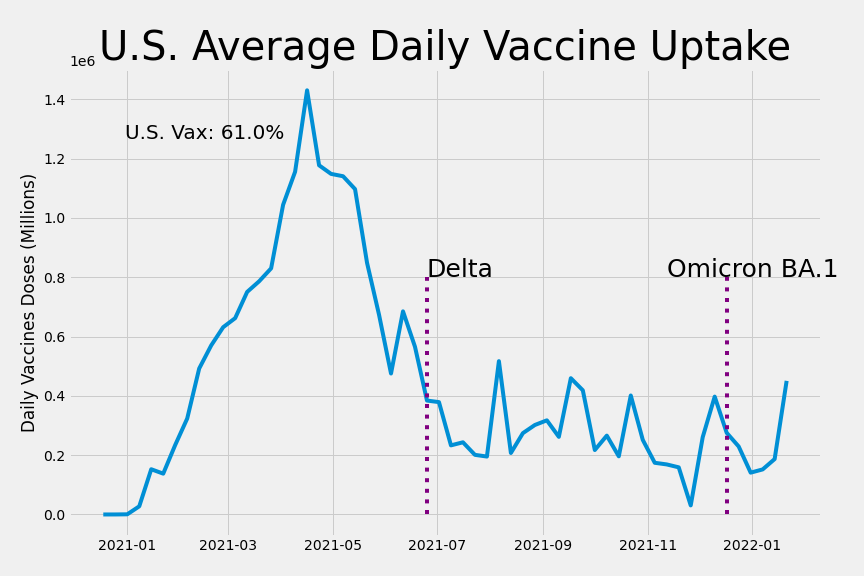 U.S. Average Daily Vaccine Uptake
1e6
1.4
U.S. Vax: 61.0%
1.2
1.0
Delta
Omicron BA.1
0.8
0.6
0.4
0.2
0.0
Daily Vaccines Doses (Millions)
2021-01 2021-03 2021-05 2021-07 2021-09 2021-11 2022-01